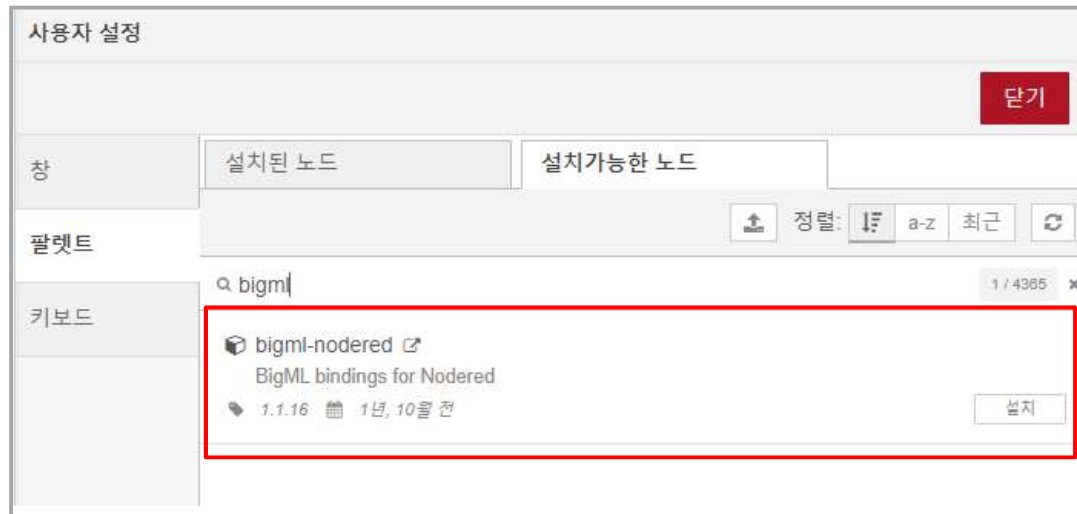 사용자 설정
닫기
창
설치된 노드
설치가능한 노드
정렬: a-z 최근
팔렛트
bigml
1 / 4365
키보드
bigml-nodered
BigML bindings for Nodered
1.1.16 1년, 10월 전
설치